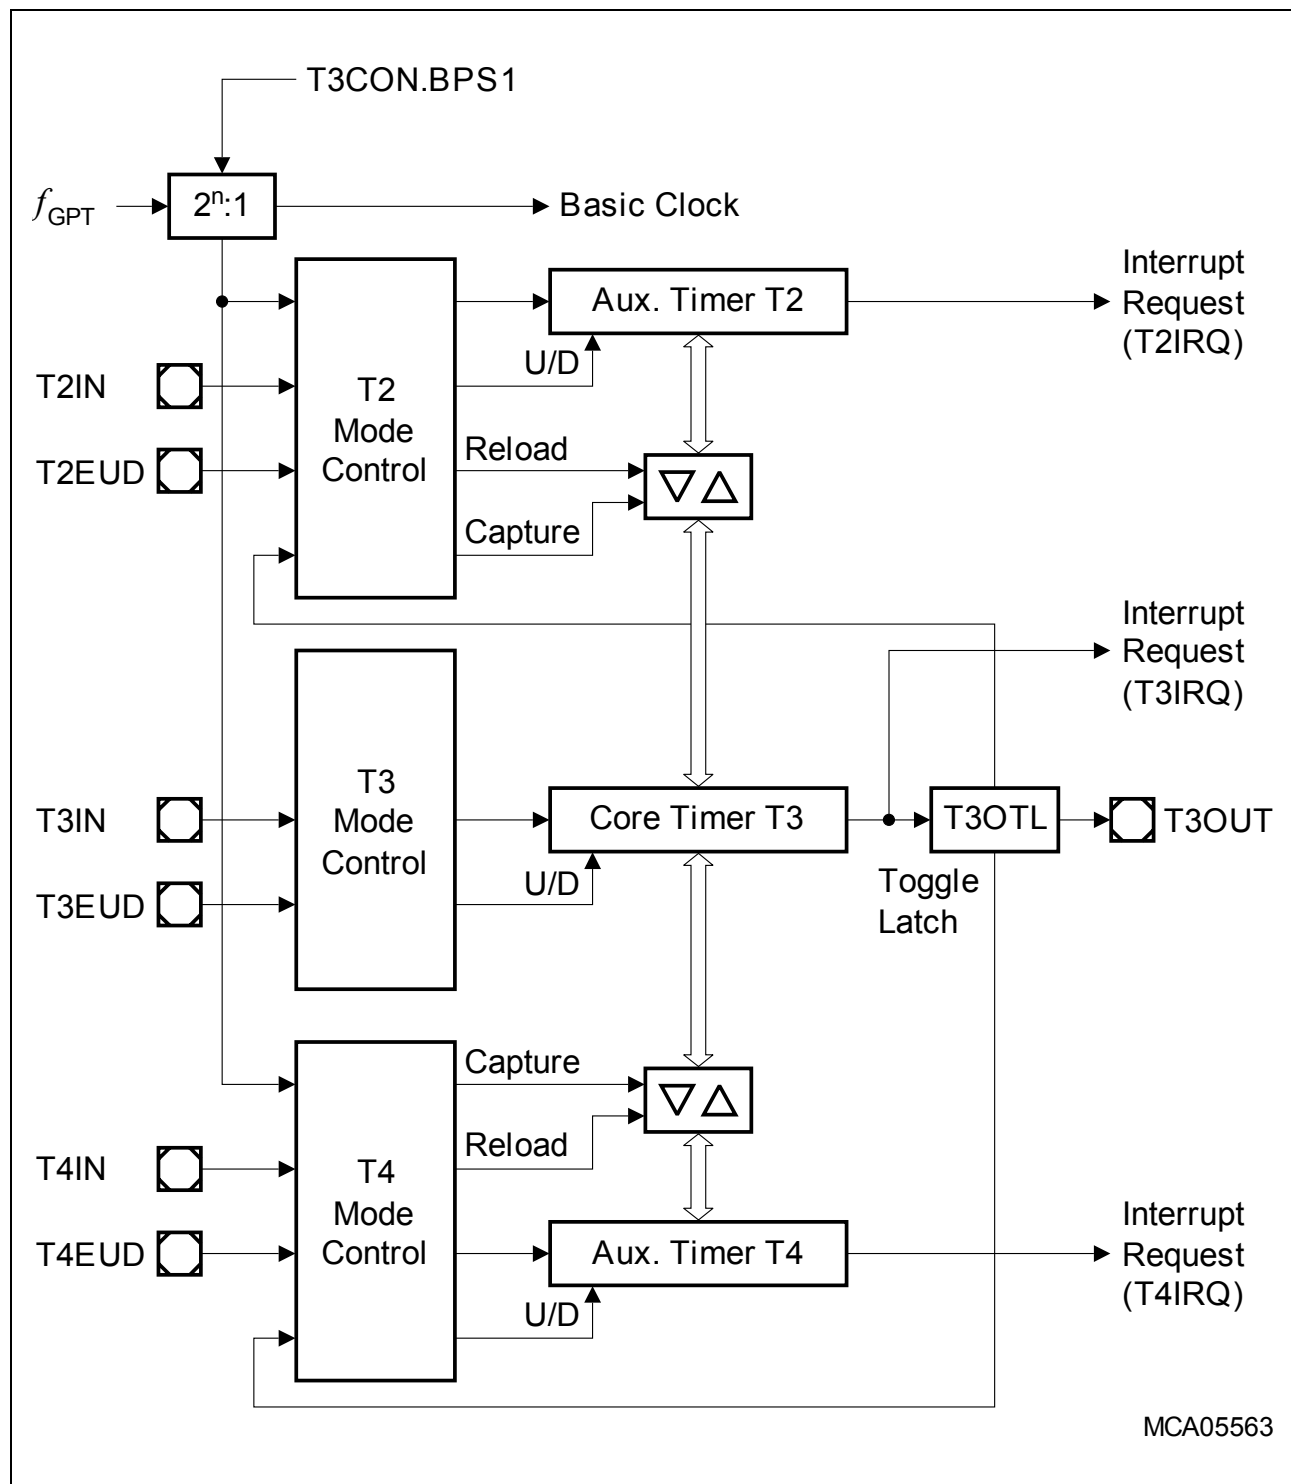 T3CON.BPS1
fGPT
2ⁿ:1
Basic Clock
Interrupt
Request
(T2IRQ)
Aux. Timer T2
U/D
T2IN
T2
Mode
Control
T2EUD
Reload
Capture
Interrupt
Request
(T3IRQ)
T3IN
T3
Mode
Control
Core Timer T3
T3OTL
T3OUT
T3EUD
U/D
Toggle
Latch
Capture
Reload
T4IN
T4
Mode
Control
T4EUD
Aux. Timer T4
U/D
Interrupt
Request
(T4IRQ)
MCA05563